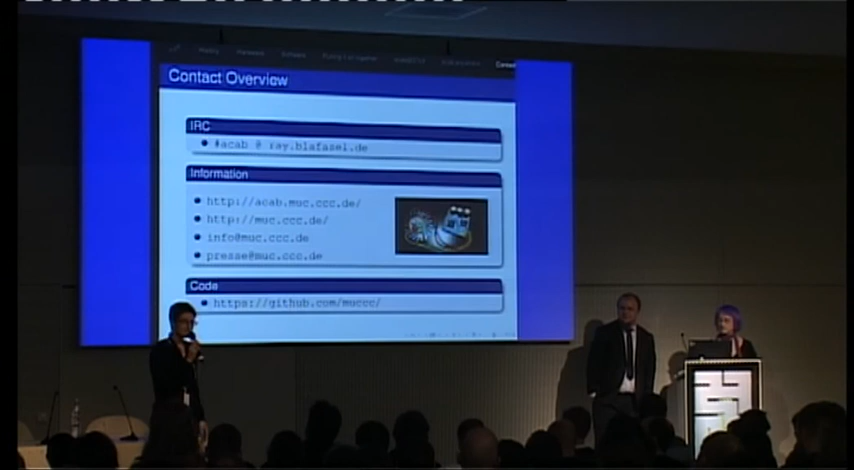 Contact Overview
IRC
#acab @ ray.blafasel.de
Information
http://acab.muc.ccc.de/
http://muc.ccc.de/
info@muc.ccc.de
presse@muc.ccc.de
Code
https://github.com/muccc/